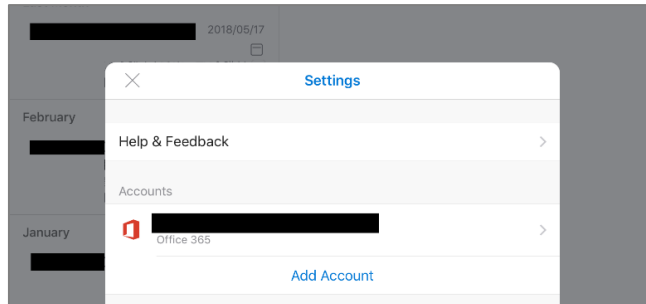 2018/05/17
Settings
February
Help & Feedback
Accounts
January
Office 365
Add Account